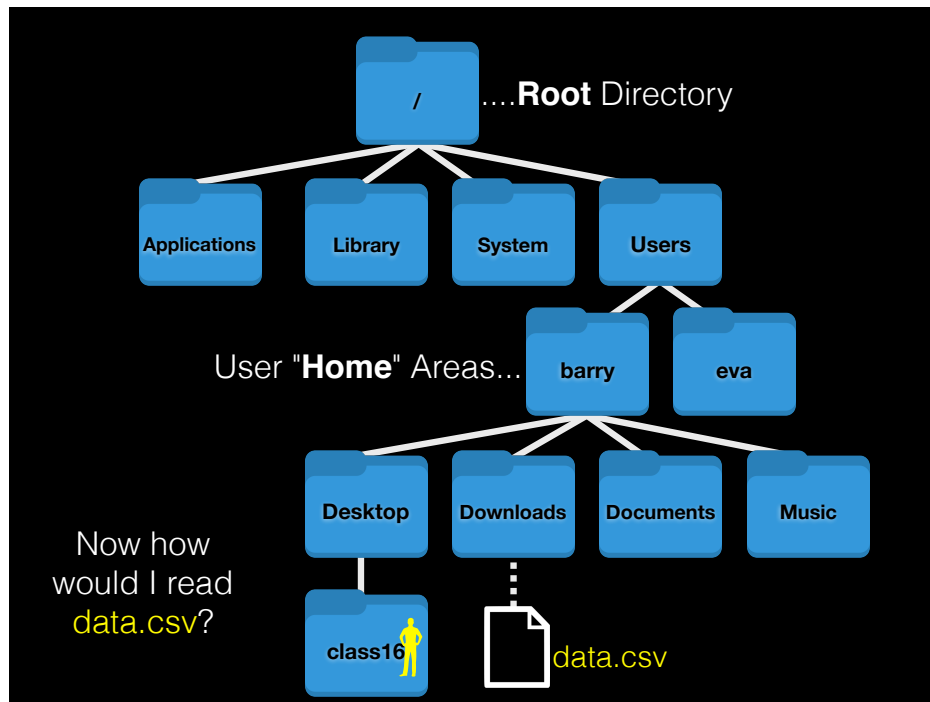 /
....Root Directory
Applications
Library
System
Users
User "Home" Areas...
barry
eva
Desktop
Downloads
Documents
Music
Now how
would I read
data.csv?
class16
data.csv